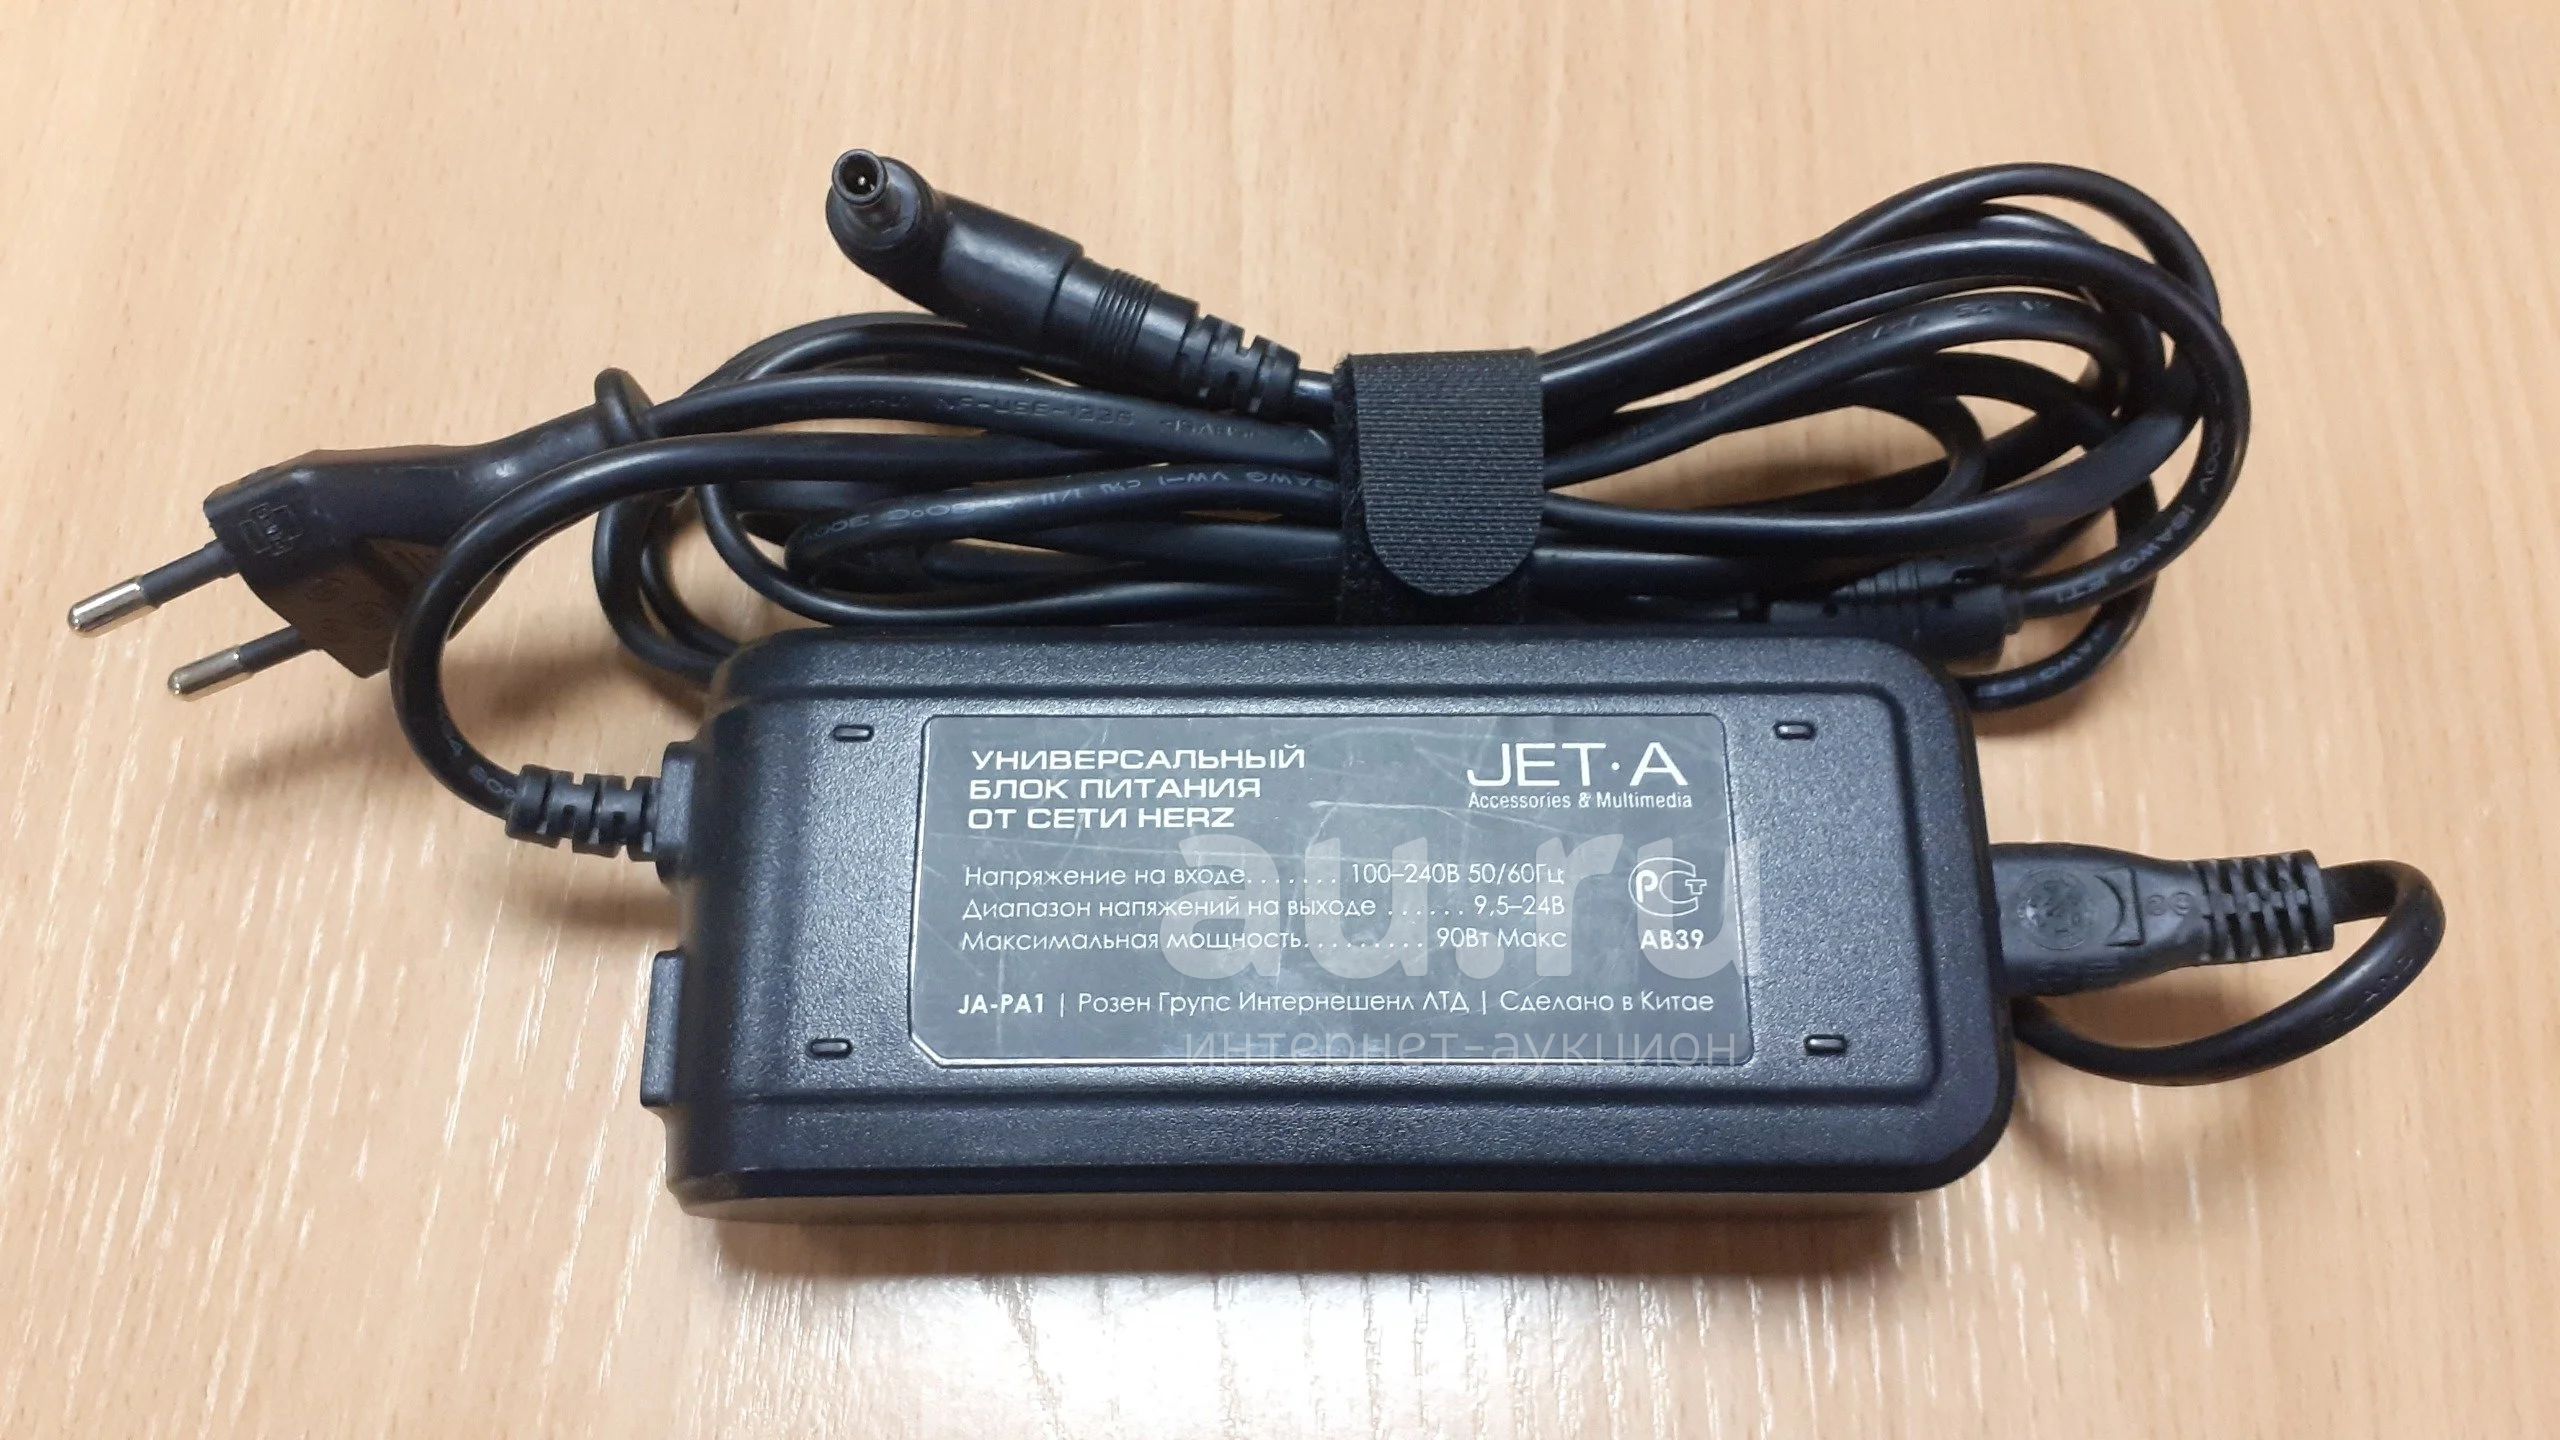 УНИВЕРСАЛЬНЫЙ
БЛОК ПИТАНИЯ
ОТ СЕТИ HERZ
JET·A
Accessories & Multimedia
Напряжение на входе....... 100–240В 50/60Гц
Диапазон напяжений на выходе ...... 9,5–24В
Максимальная мощность......... 90Вт Макс
РСТ
АВ39
JA-PA1 | Розен Групс Интернешенл ЛТД | Сделано в Китае
au.ru
интернет-аукцион